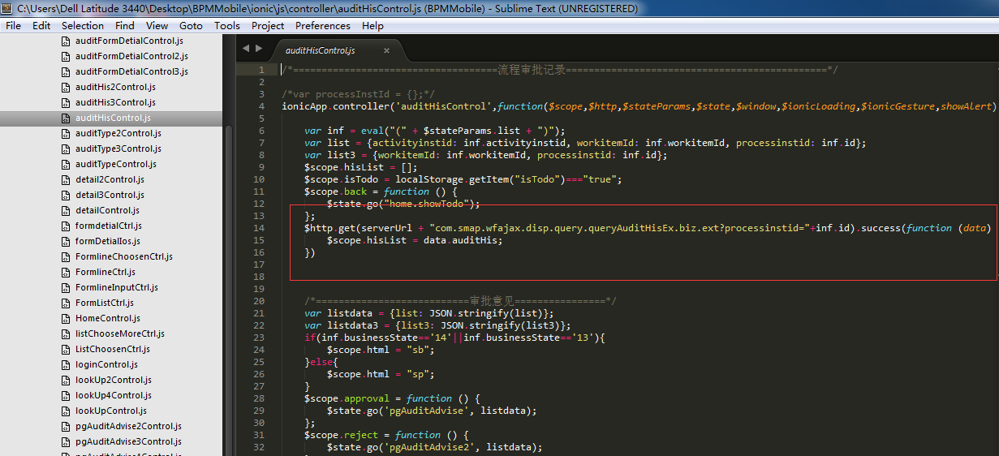 C:\Users\Dell Latitude 3440\Desktop\BPMMobile\ionic\js\controller\auditHisControl.js (BPMMobile) - Sublime Text (UNREGISTERED)
File Edit Selection Find View Goto Tools Project Preferences Help
auditFormDetialControl.js
auditFormDetialControl2.js
auditFormDetialControl3.js
auditHis2Control.js
auditHis3Control.js
auditHisControl.js
auditType2Control.js
auditType3Control.js
auditTypeControl.js
detail2Control.js
detail3Control.js
detailControl.js
formdetialCtrl.js
formDetialIos.js
FormlineChoosenCtrl.js
FormlineCtrl.js
FormlineInputCtrl.js
FormListCtrl.js
HomeControl.js
listChooseMoreCtrl.js
ListChoosenCtrl.js
loginControl.js
lookUp2Control.js
lookUp4Control.js
lookUpControl.js
pgAuditAdvise2Control.js
pgAuditAdvise3Control.js
auditHisControl.js ×
1 /*====================================流程审批记录==============================================*/
2
3 /*var processInstId = {};*/
4 ionicApp.controller('auditHisControl',function($scope,$http,$stateParams,$state,$window,$ionicLoading,$ionicGesture,showAlert)
5
6 var inf = eval("(" + $stateParams.list + ")");
7 var list = {activityinstid: inf.activityinstid, workitemId: inf.workitemId, processinstid: inf.id};
8 var list3 = {workitemId: inf.workitemId, processinstid: inf.id};
9 $scope.hisList = [];
10 $scope.isTodo = localStorage.getItem("isTodo")==="true";
11 $scope.back = function () {
12 $state.go("home.showTodo");
13 };
14 $http.get(serverUrl + "com.smap.wfajax.disp.query.queryAuditHisEx.biz.ext?processinstid="+inf.id).success(function (data)
15 $scope.hisList = data.auditHis;
16 })
17
18
19
20 /*===========================审批意见================*/
21 var listdata = {list: JSON.stringify(list)};
22 var listdata3 = {list3: JSON.stringify(list3)};
23 if(inf.businessState=='14'||inf.businessState=='13'){
24 $scope.html = "sb";
25 }else{
26 $scope.html = "sp";
27 }
28 $scope.approval = function () {
29 $state.go('pgAuditAdvise', listdata);
30 };
31 $scope.reject = function () {
32 $state.go('pgAuditAdvise2', listdata);